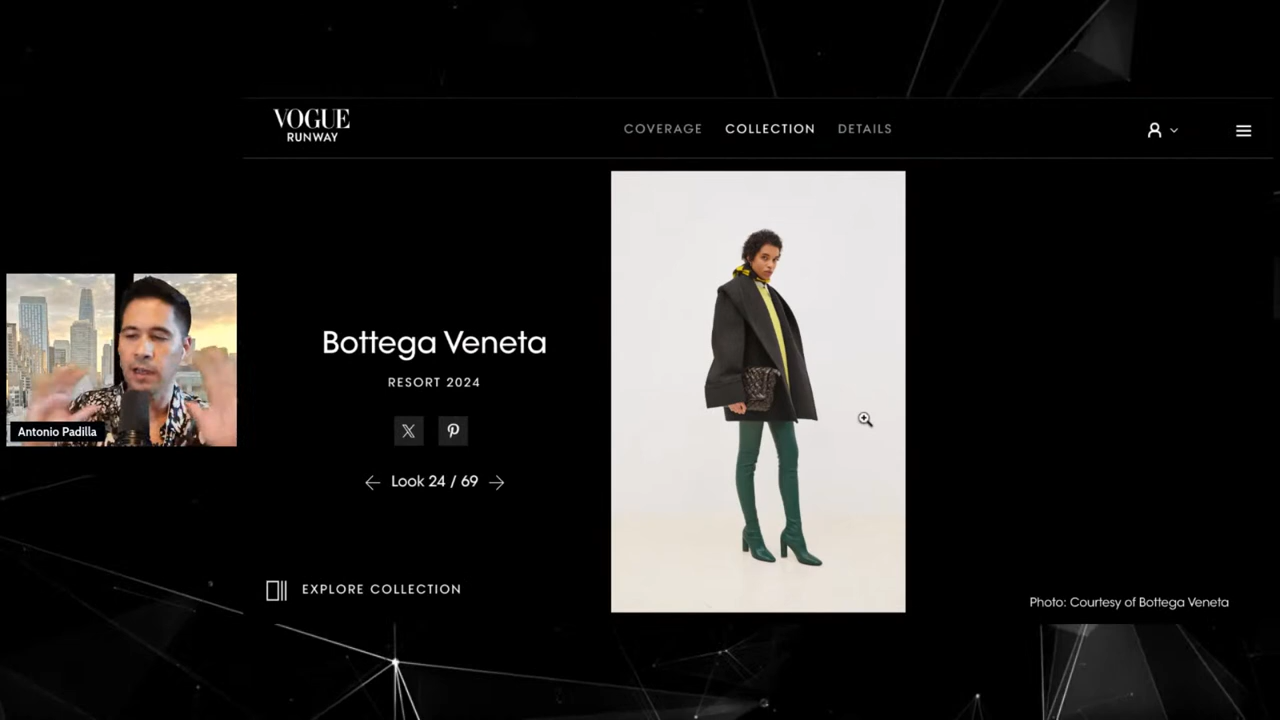 VOGUE
RUNWAY
COVERAGE COLLECTION DETAILS
Antonio Padilla
Bottega Veneta
RESORT 2024
Look 24 / 69
EXPLORE COLLECTION
Photo: Courtesy of Bottega Veneta